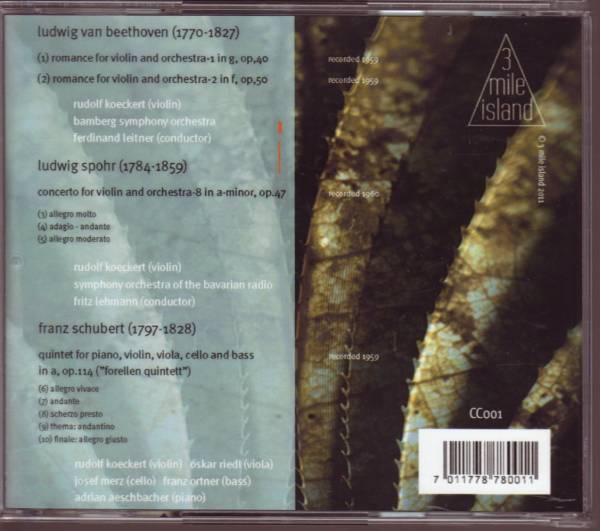 ludwig van beethoven (1770-1827)
(1) romance for violin and orchestra-1 in g, op,40 recorded 1959
(2) romance for violin and orchestra-2 in f, op,50 recorded 1959
rudolf koeckert (violin)
bamberg symphony orchestra
ferdinand leitner (conductor)
ludwig spohr (1784-1859)
concerto for violin and orchestra-8 in a-minor, op.47 recorded 1960
(3) allegro molto
(4) adagio - andante
(5) allegro moderato
rudolf koeckert (violin)
symphony orchestra of the bavarian radio
fritz lehmann (conductor)
franz schubert (1797-1828)
quintet for piano, violin, viola, cello and bass recorded 1959
in a, op.114 ("forellen quintett")
(6) allegro vivace
(7) andante
(8) scherzo presto
(9) thema: andantino
(10) finale: allegro giusto
rudolf koeckert (violin) oskar riedl (viola)
josef merz (cello) franz ortner (bass)
adrian aeschbacher (piano)
3
mile
island
© 3 mile island 2011
CC001
7 011778 780011